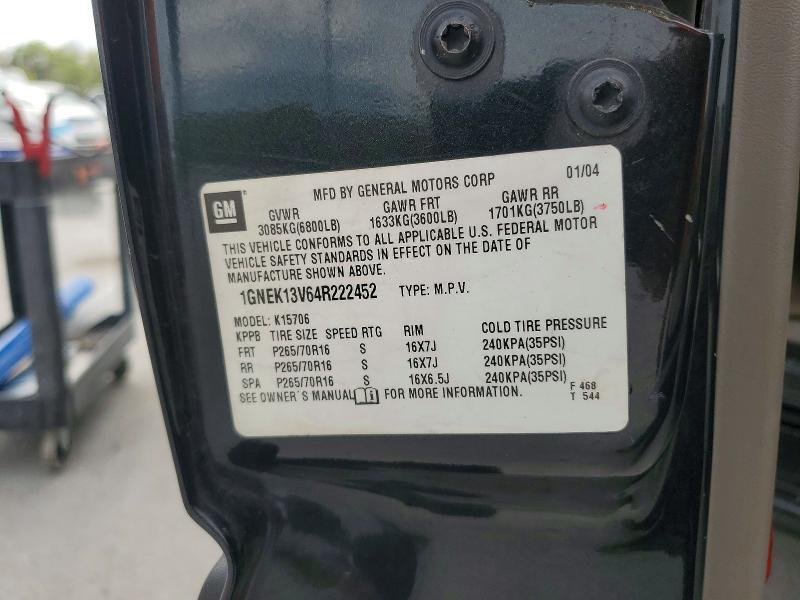 GM
MFD BY GENERAL MOTORS CORP 01/04
GVWR GAWR FRT GAWR RR
3085KG(6800LB) 1633KG(3600LB) 1701KG(3750LB)
THIS VEHICLE CONFORMS TO ALL APPLICABLE U.S. FEDERAL MOTOR
VEHICLE SAFETY STANDARDS IN EFFECT ON THE DATE OF
MANUFACTURE SHOWN ABOVE.
1GNEK13V64R222452 TYPE: M.P.V.
MODEL: K15706
KPPB TIRE SIZE SPEED RTG RIM COLD TIRE PRESSURE
FRT P265/70R16 S 16X7J 240KPA(35PSI)
RR P265/70R16 S 16X7J 240KPA(35PSI)
SPA P265/70R16 S 16X6.5J 240KPA(35PSI)
SEE OWNER'S MANUAL FOR MORE INFORMATION.
F 468
T 544